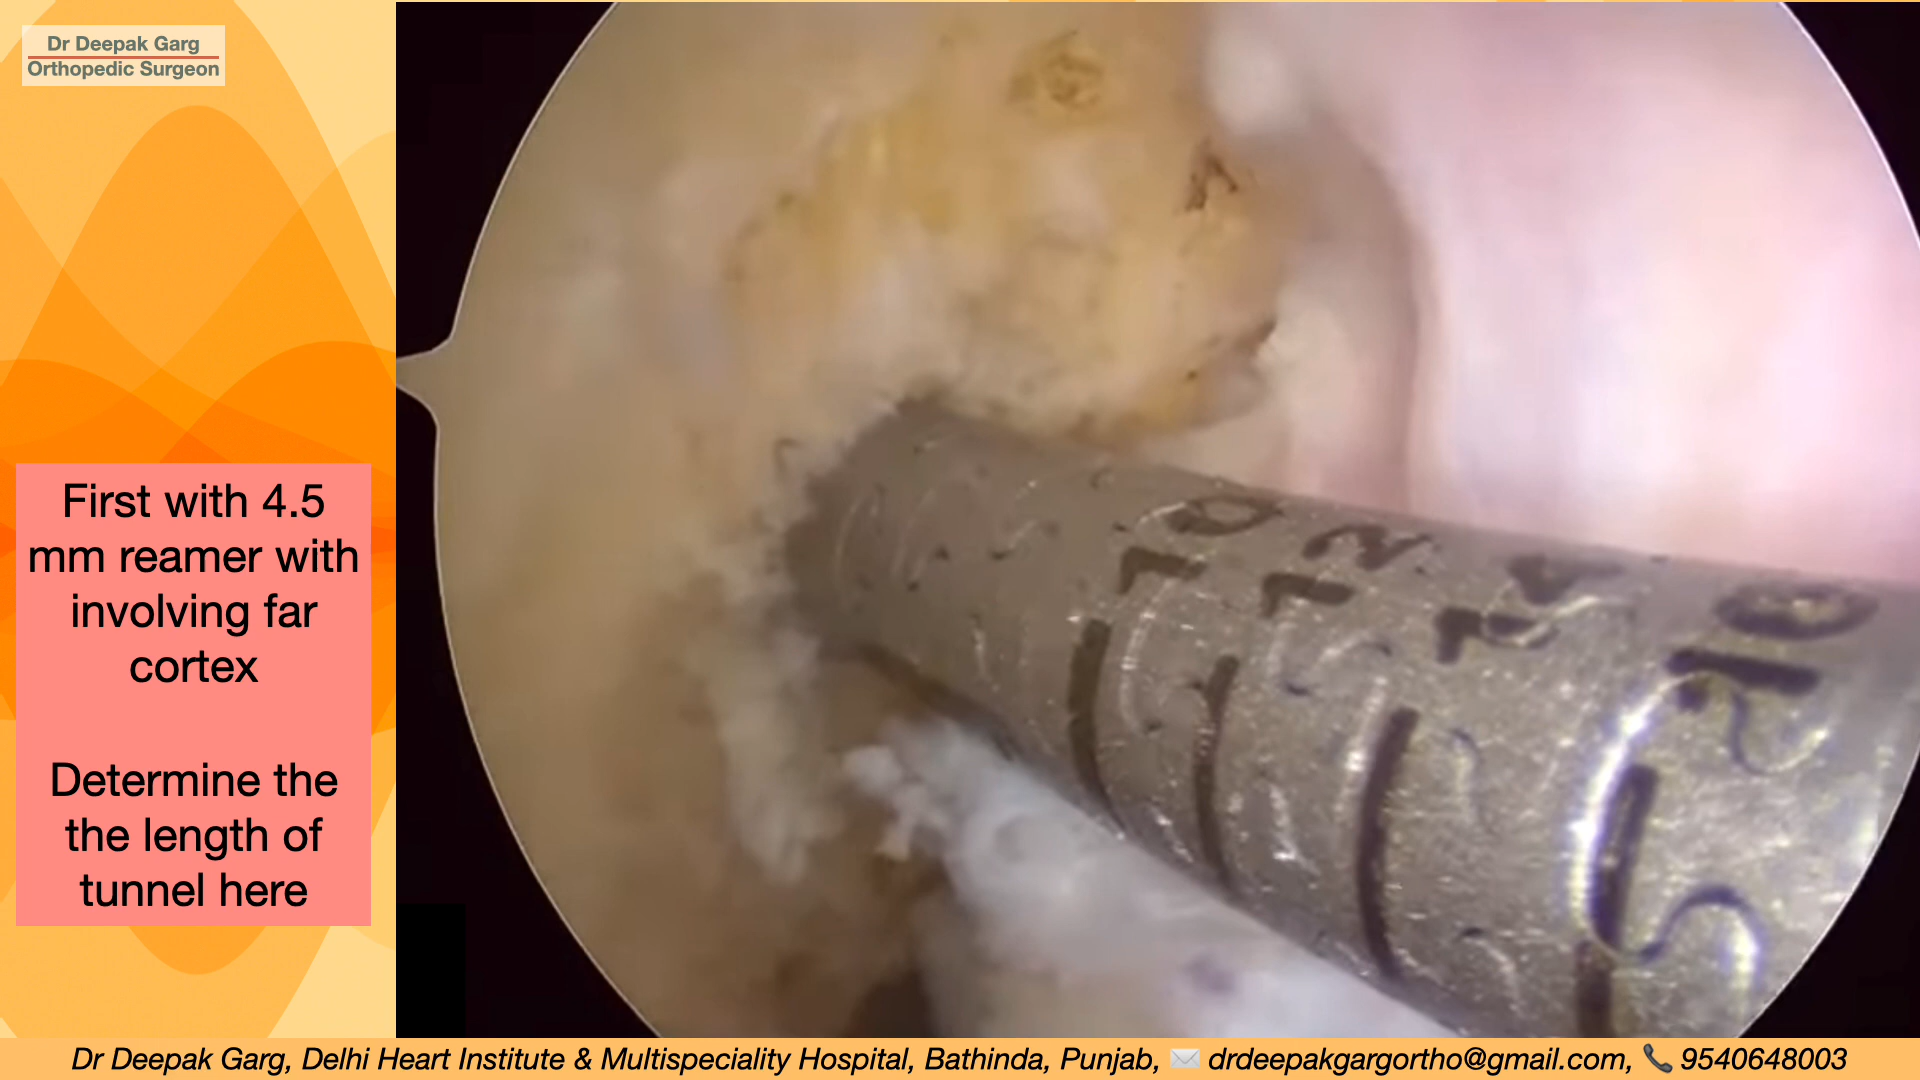 Dr Deepak Garg
Orthopedic Surgeon
First with 4.5
mm reamer with
involving far
cortex
Determine the
the length of
tunnel here
Dr Deepak Garg, Delhi Heart Institute & Multispeciality Hospital, Bathinda, Punjab, ✉️ drdeepakgargortho@gmail.com, 📞 9540648003